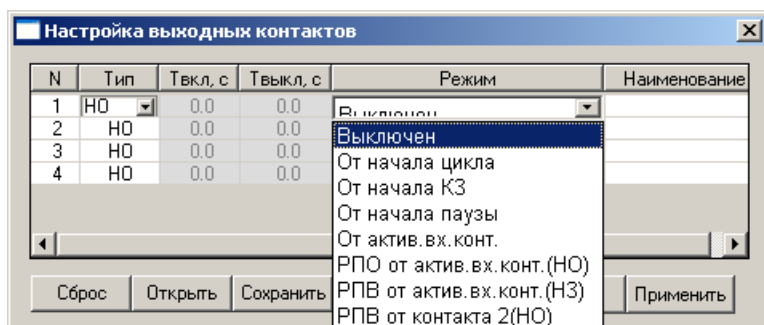 Настройка выходных контактов
N Тип Tвкл, с Tвыкл, с Режим Наименование
1 НО 0.0 0.0 Выключен
2 НО 0.0 0.0
3 НО 0.0 0.0
4 НО 0.0 0.0
Выключен
От начала цикла
От начала КЗ
От начала паузы
От актив.вх.конт.
РПО от актив.вх.конт.(НО)
РПВ от актив.вх.конт.(НЗ)
РПВ от контакта 2(НО)
Сброс Открыть Сохранить Применить